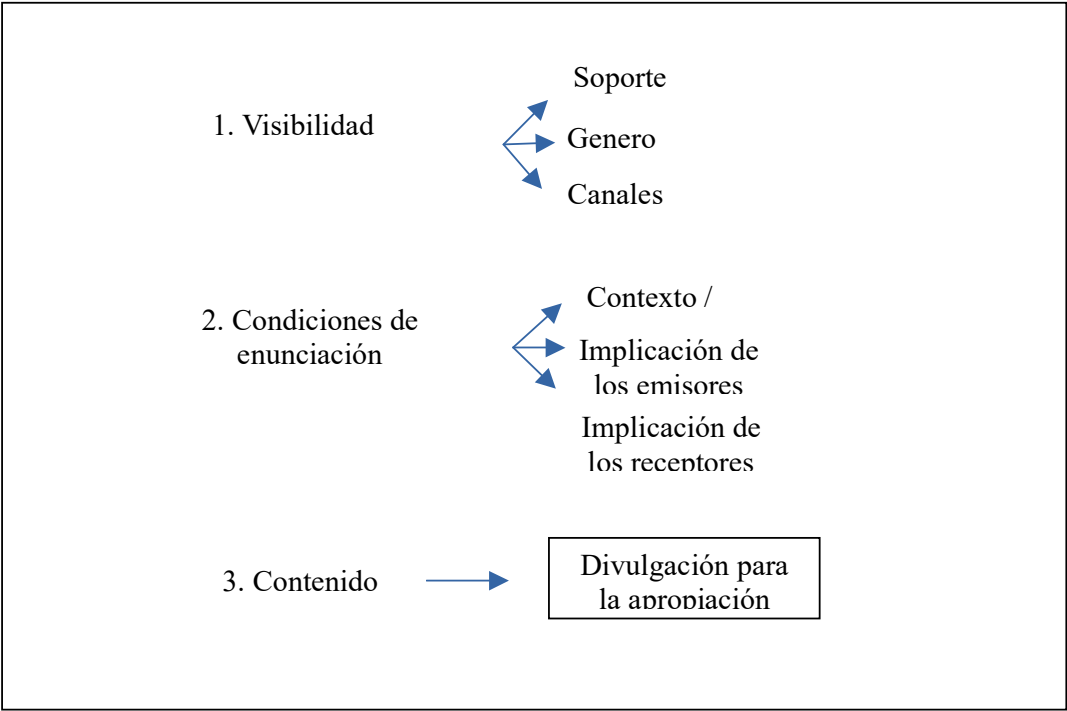 Soporte
1. Visibilidad
Genero
Canales
Contexto /
2. Condiciones de
enunciación
Implicación de
los emisores
Implicación de
los receptores
3. Contenido
Divulgación para
la apropiación